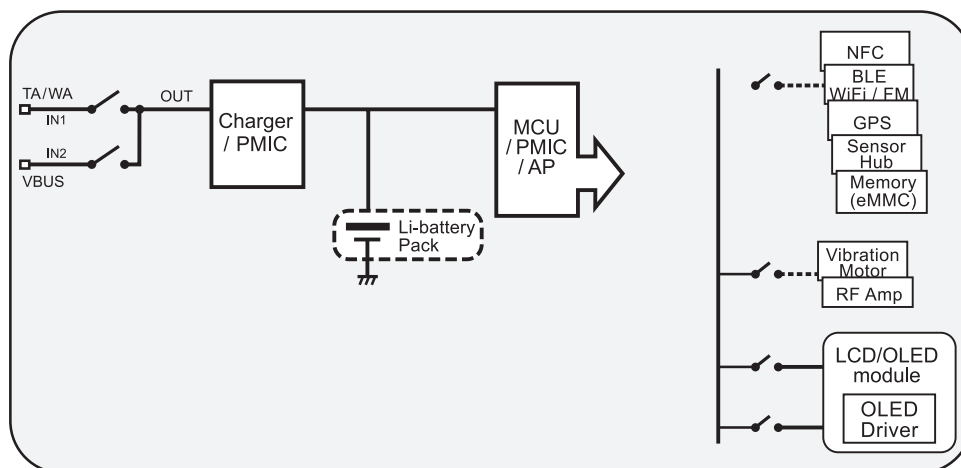 TA/WA
IN1
OUT
IN2
VBUS
Charger
/ PMIC
Li-battery
Pack
MCU
/ PMIC
/ AP
NFC
BLE
WiFi / FM
GPS
Sensor
Hub
Memory
(eMMC)
Vibration
Motor
RF Amp
LCD/OLED
module
OLED
Driver